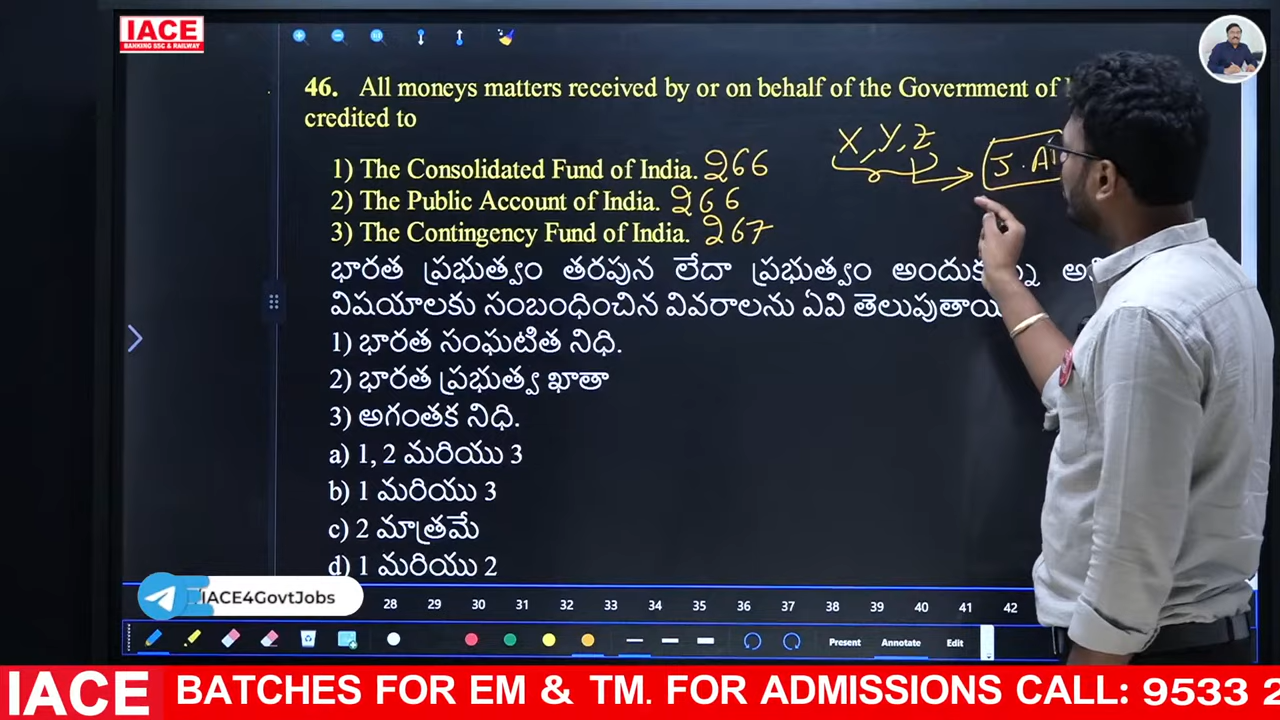 IACE
BANKING SSC & RAILWAY
46. All moneys matters received by or on behalf of the Government of
credited to
X, Y, Z
1) The Consolidated Fund of India. 266
2) The Public Account of India. 266
3) The Contingency Fund of India. 267
భారత ప్రభుత్వం తరపున లేదా ప్రభుత్వం
విషయాలకు సంబంధించిన వివరాలను ఏవి
1) భారత సంఘటిత నిధి.
2) భారత ప్రభుత్వ ఖాతా
3) అగంతక నిధి.
a) 1, 2 మరియు 3
b) 1 మరియు 3
c) 2 మాత్రమే
d) 1 మరియు 2
IACE4GovtJobs
28 29 30 31 32 33 34 35 36 37 38 39 40 41 42
Present Annotate Edit
IACE BATCHES FOR EM & TM. FOR ADMISSIONS CALL: 9533 2